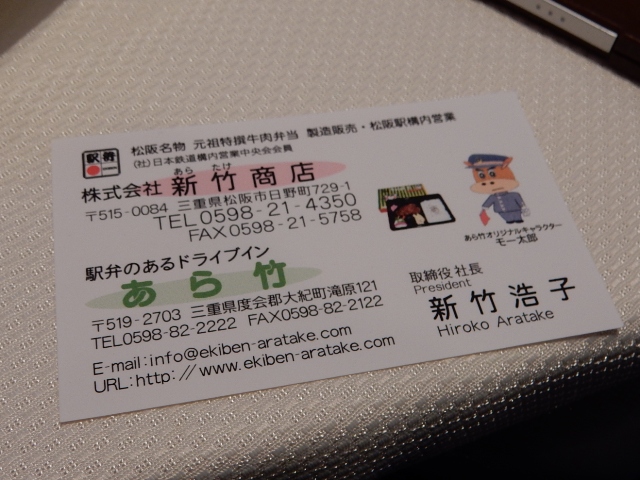 駅弁
松阪名物 元祖特撰牛肉弁当 製造販売・松阪駅構内営業
(社)日本鉄道構内営業中央会会員
あら たけ
株式会社 新竹商店
〒515-0084 三重県松阪市日野町729-1
TEL0598-21-4350
FAX0598-21-5758
あら竹オリジナルキャラクター
モー太郎
駅弁のあるドライブイン
あら竹
〒519-2703 三重県度会郡大紀町滝原121
TEL0598-82-2222 FAX0598-82-2122
E-mail:info@ekiben-aratake.com
URL:http://www.ekiben-aratake.com
取締役 社長
President
新竹浩子
Hiroko Aratake